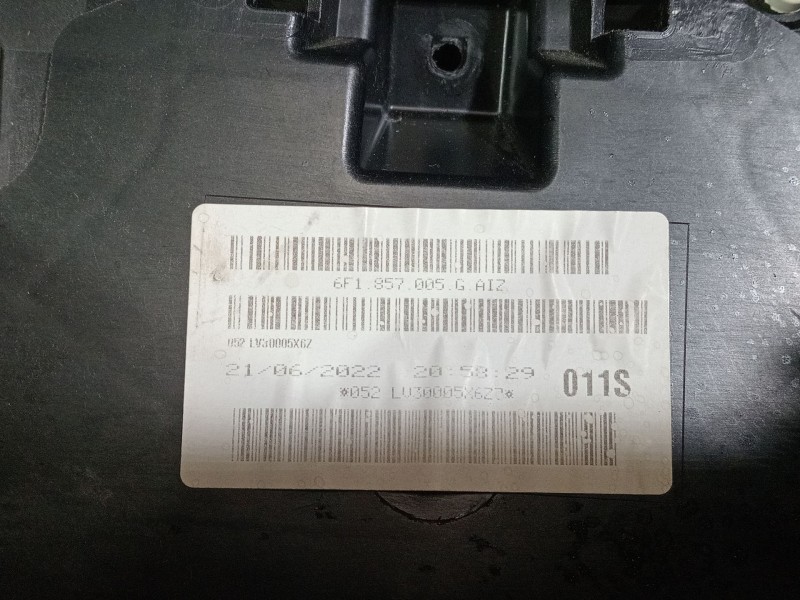 6F1.857.005.G.AIZ
052 LV30005X6Z
21/06/2022 20:58:29 011S
*052 LV30005X6Z?*